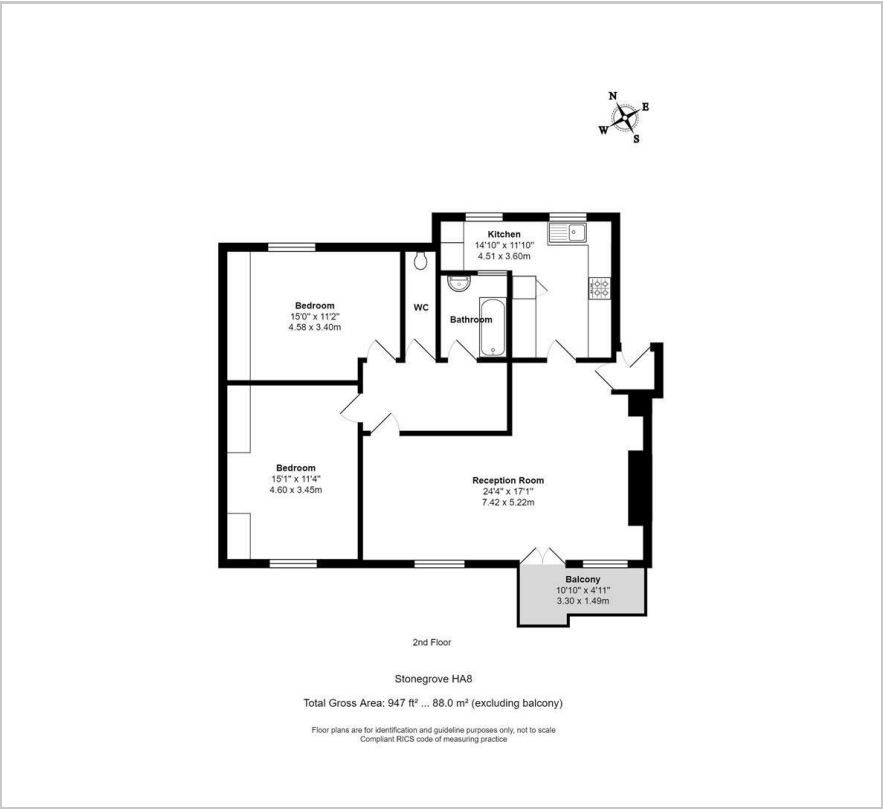 N
E
W
S
Kitchen
14'10" x 11'10"
4.51 x 3.60m
Bedroom
15'0" x 11'2"
4.58 x 3.40m
WC
Bathroom
Bedroom
15'1" x 11'4"
4.60 x 3.45m
Reception Room
24'4" x 17'1"
7.42 x 5.22m
Balcony
10'10" x 4'11"
3.30 x 1.49m
2nd Floor
Stonegrove HA8
Total Gross Area: 947 ft² ... 88.0 m² (excluding balcony)
Floor plans are for identification and guideline purposes only, not to scale
Compliant RICS code of measuring practice